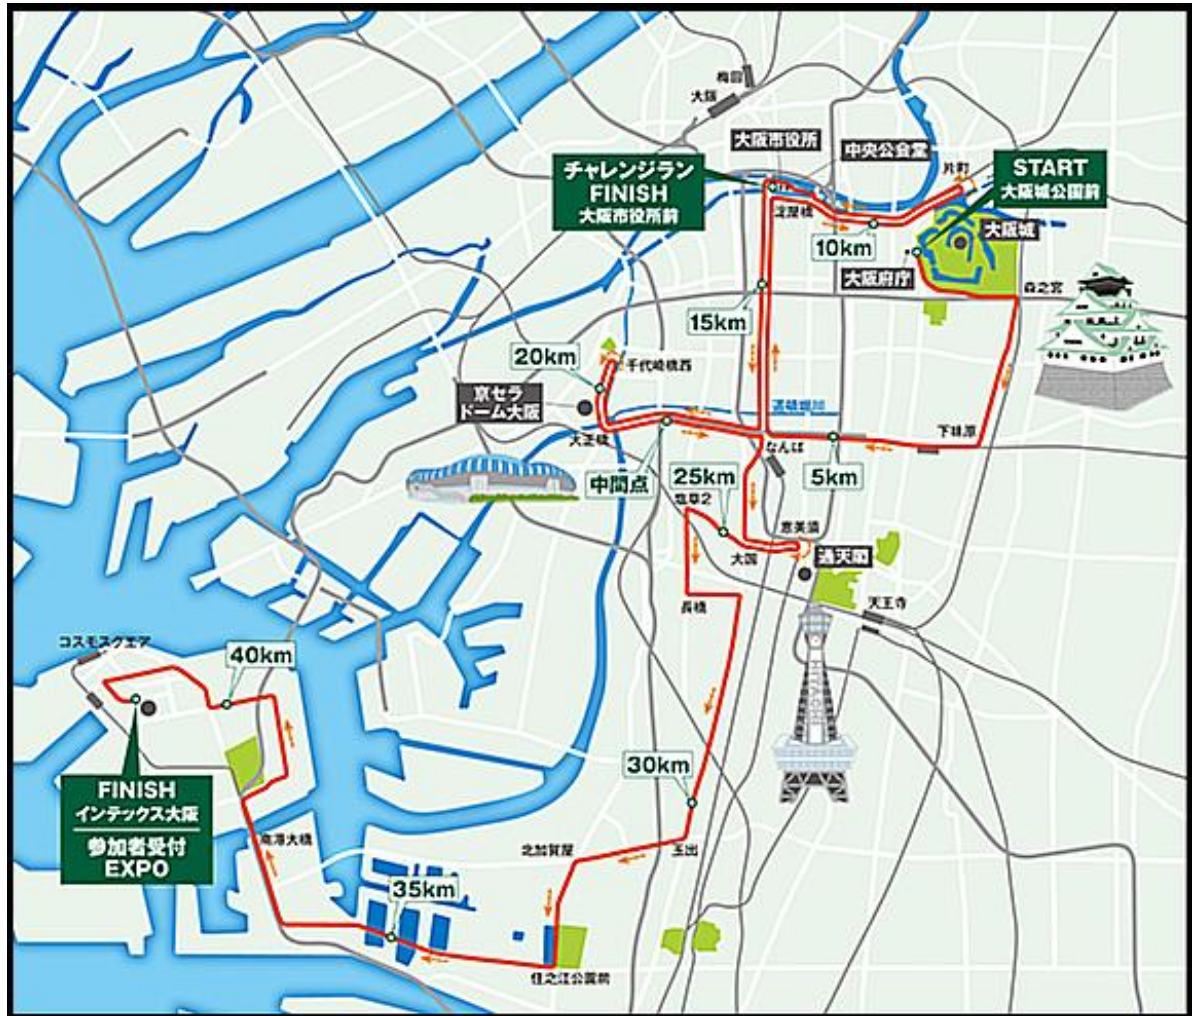 梅田
大阪
大阪市役所
中央公会堂
片町
チャレンジラン
FINISH
大阪市役所前
START
大阪城公園前
淀屋橋
10km
大阪城
大阪府庁
森之宮
15km
20km
千代崎橋西
京セラ
ドーム大阪
道頓堀川
大正橋
下味原
なんば
中間点
25km
5km
塩草2
恵美須
大国
通天閣
長橋
天王寺
コスモスクエア
40km
30km
FINISH
インテックス大阪
参加者受付
EXPO
南港大橋
北加賀屋
玉出
35km
住之江公園前